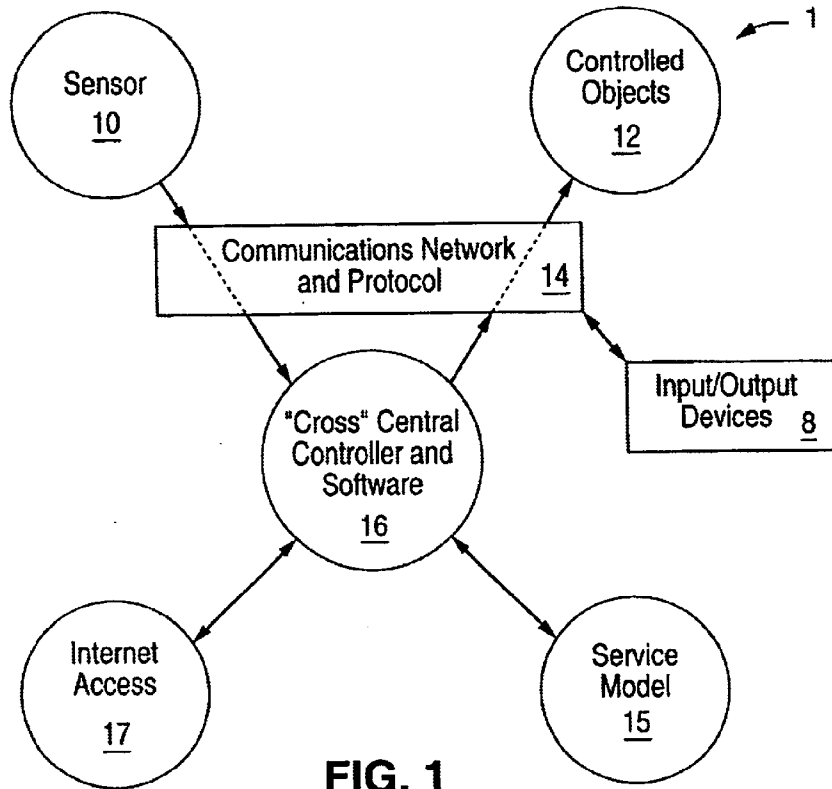 1
Sensor
10
Controlled
Objects
12
Communications Network
and Protocol
14
Input/Output
Devices
8
"Cross" Central
Controller and
Software
16
Internet
Access
17
Service
Model
15
FIG. 1